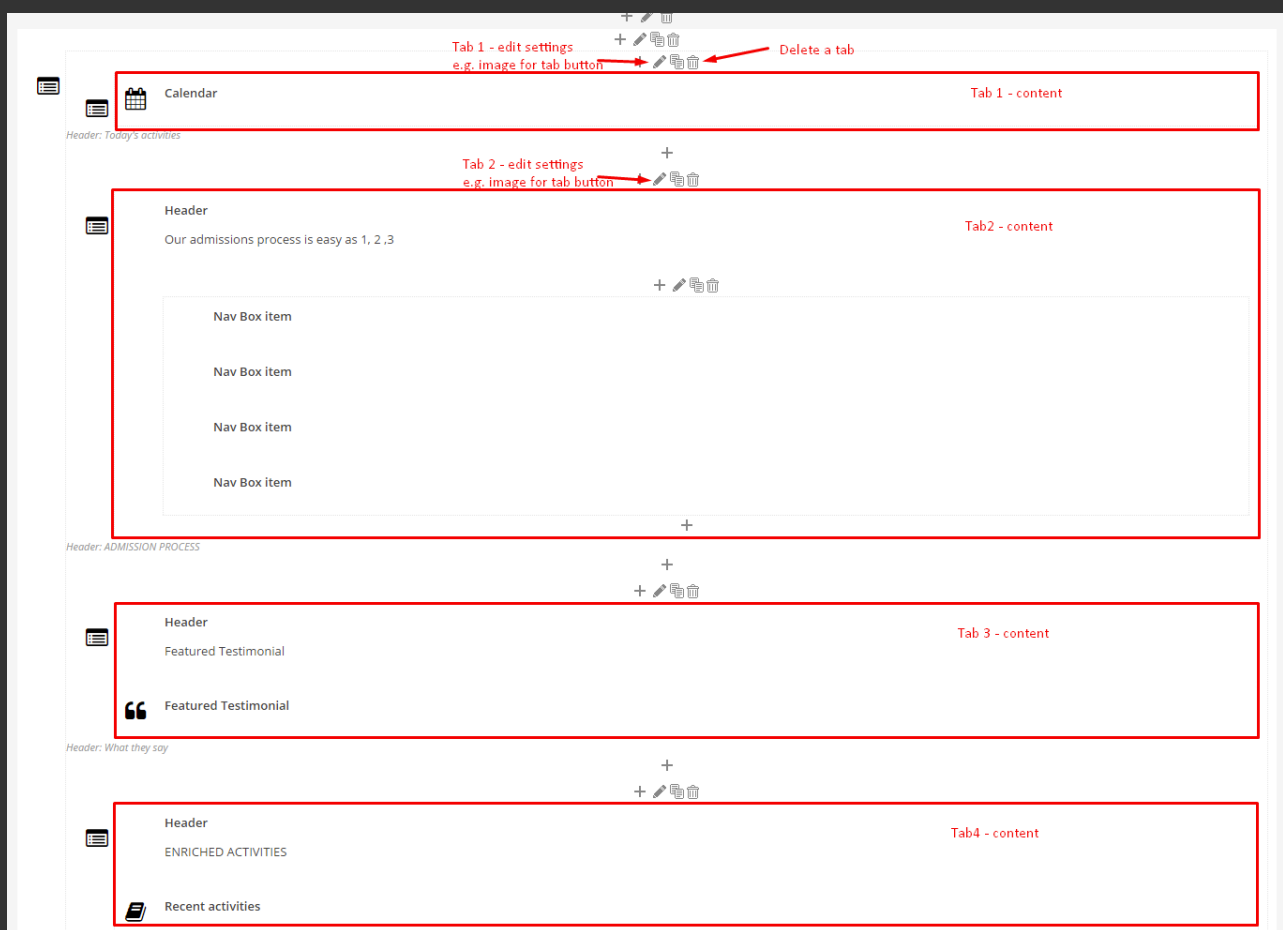 Tab 1 - edit settings
e.g. image for tab button
Delete a tab
Calendar
Tab 1 - content
Header: Today's activities
Tab 2 - edit settings
e.g. image for tab button
Header
Tab2 - content
Our admissions process is easy as 1, 2 ,3
Nav Box item
Nav Box item
Nav Box item
Nav Box item
Header: ADMISSION PROCESS
Header
Tab 3 - content
Featured Testimonial
Featured Testimonial
Header: What they say
Header
Tab4 - content
ENRICHED ACTIVITIES
Recent activities